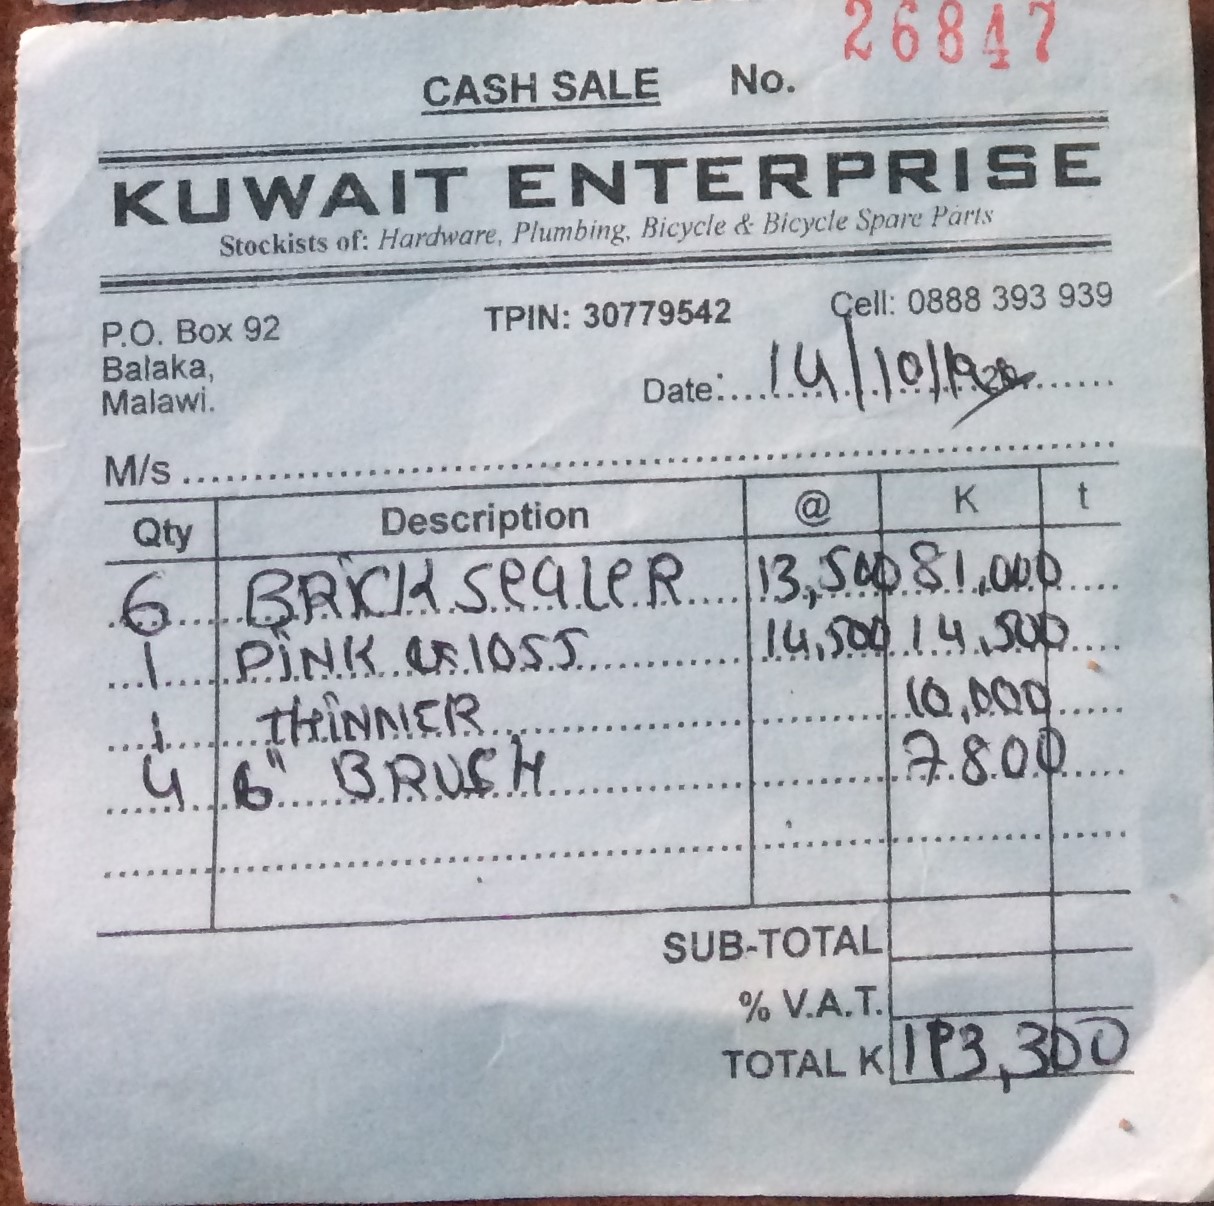 26847
CASH SALE No.
KUWAIT ENTERPRISE
Stockists of: Hardware, Plumbing, Bicycle & Bicycle Spare Parts
P.O. Box 92 TPIN: 30779542 Cell: 0888 393 939
Balaka,
Malawi.
Date: 14/10/
M/s
Qty Description @ K t
6 BRICK SEALER 13,500 81,000
1 PINK GLOSS 14,500 14,500
1 THINNER 10,000
4 6" BRUSH 7800
SUB-TOTAL
% V.A.T.
TOTAL K 113,300